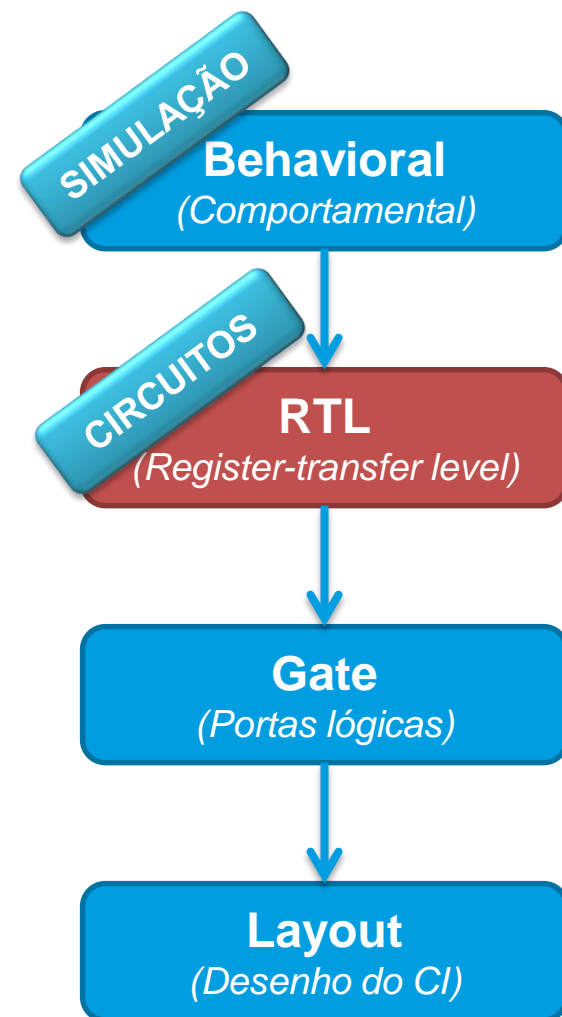 SIMULAÇÃO
Behavioral
(Comportamental)
CIRCUITOS
RTL
(Register-transfer level)
Gate
(Portas lógicas)
Layout
(Desenho do CI)